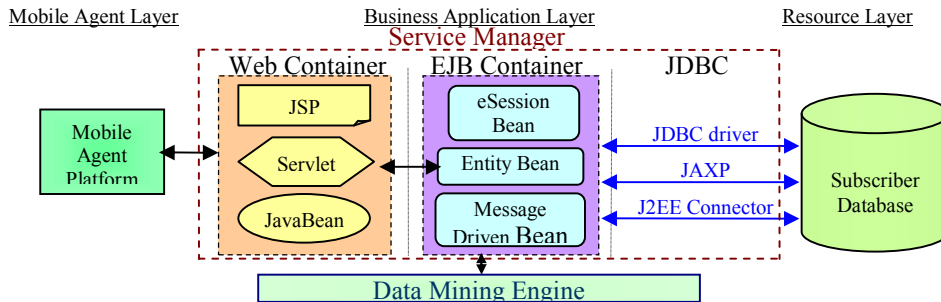 Mobile Agent Layer
Business Application Layer
Resource Layer
Service Manager
Web Container
EJB Container
JDBC
JSP
Servlet
JavaBean
eSession
Bean
Entity Bean
Message
Driven Bean
Mobile
Agent
Platform
JDBC driver
JAXP
J2EE Connector
Subscriber
Database
Data Mining Engine